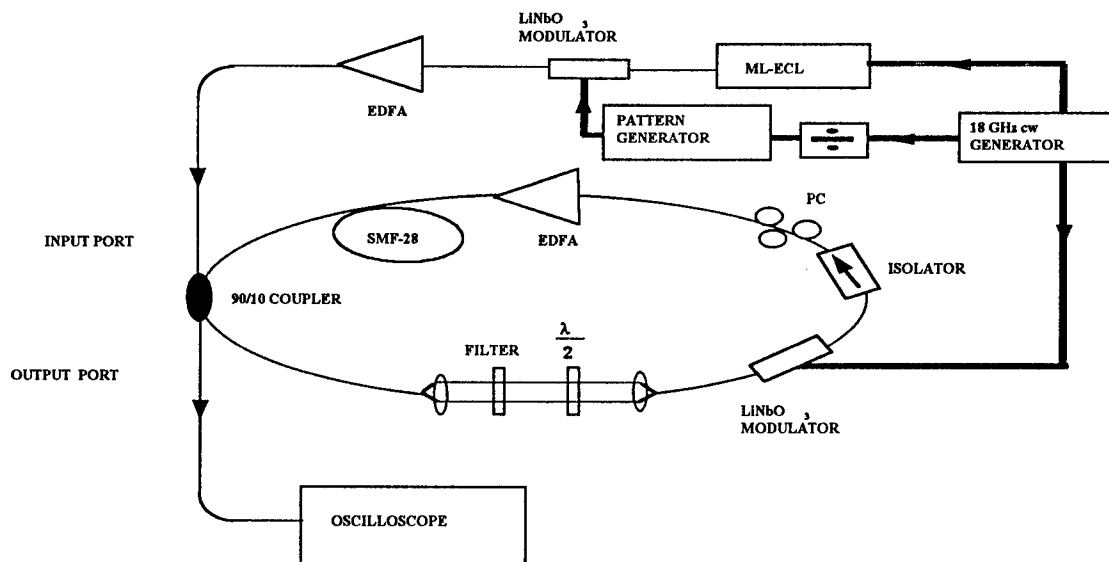 LiNbO 3
MODULATOR
ML-ECL
EDFA
PATTERN
GENERATOR
÷
18 GHz cw
GENERATOR
PC
INPUT PORT
SMF-28
EDFA
ISOLATOR
90/10 COUPLER
λ
2
FILTER
OUTPUT PORT
LiNbO 3
MODULATOR
OSCILLOSCOPE